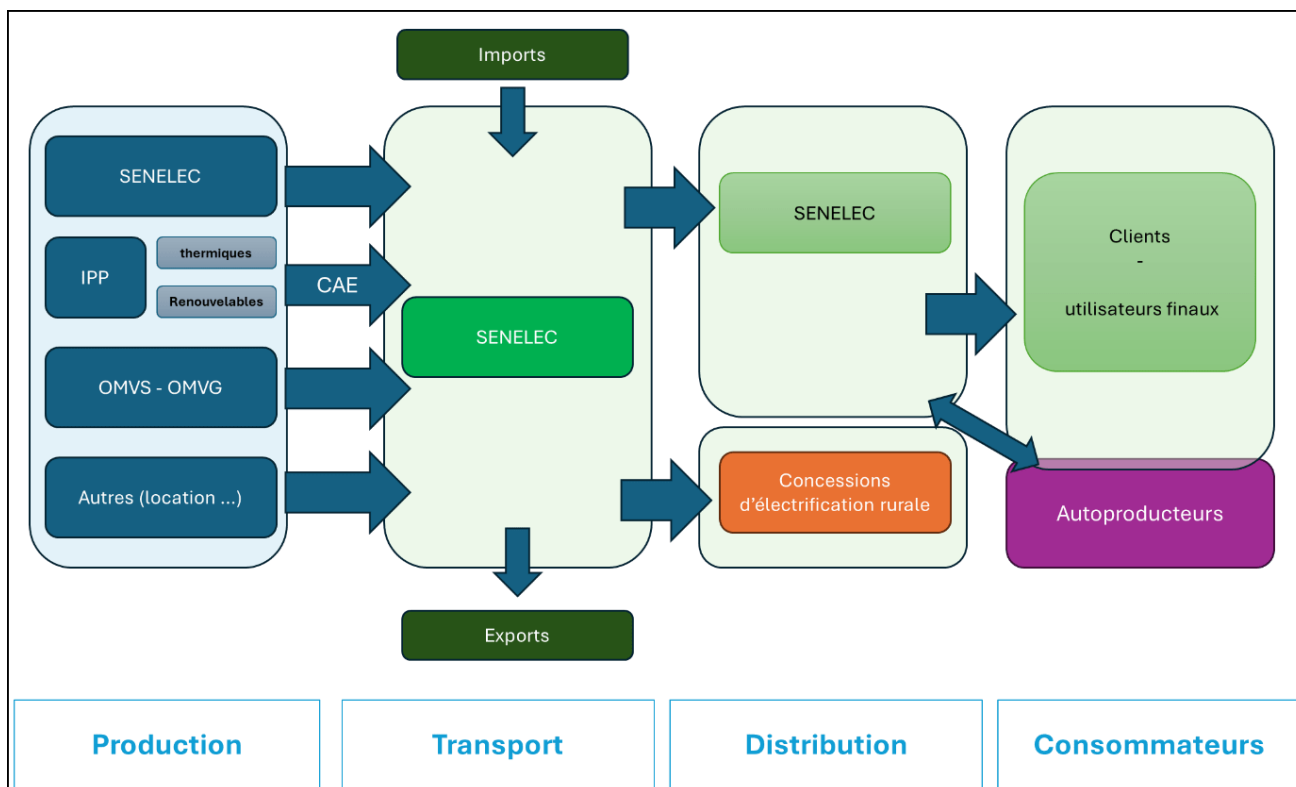 Imports
SENELEC
IPP
thermiques
Renouvelables
CAE
OMVS - OMVG
Autres (location ...)
SENELEC
Exports
SENELEC
Concessions
d’électrification rurale
Clients
-
utilisateurs finaux
Autoproducteurs
Production
Transport
Distribution
Consommateurs